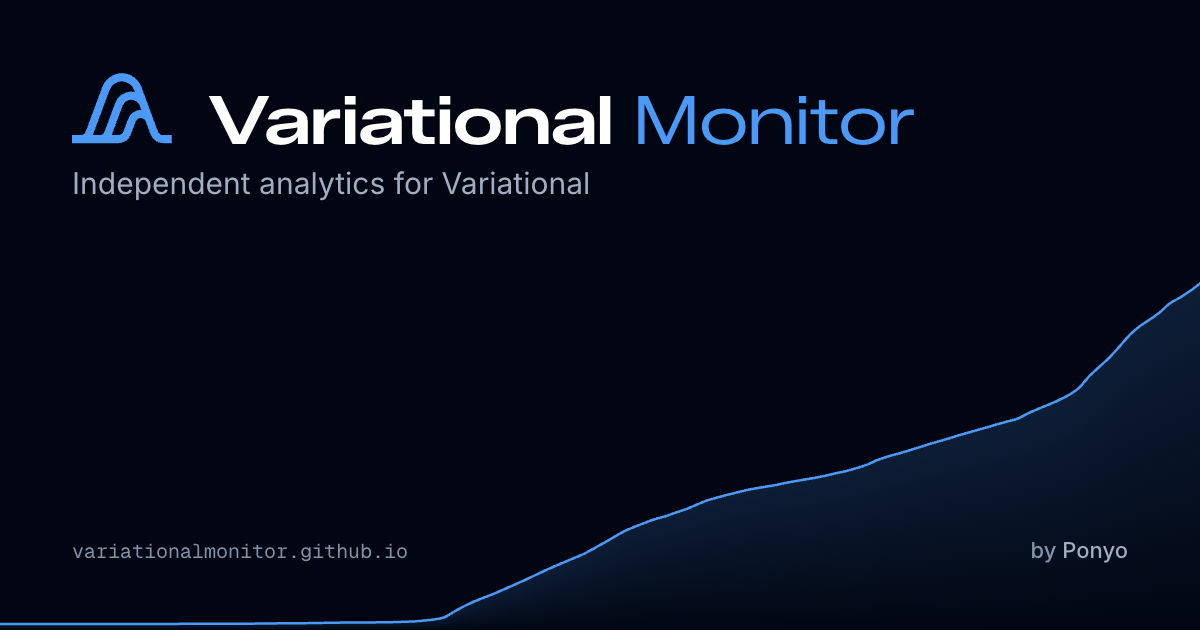 Variational Monitor
Independent analytics for Variational
variationalmonitor.github.io
by Ponyo